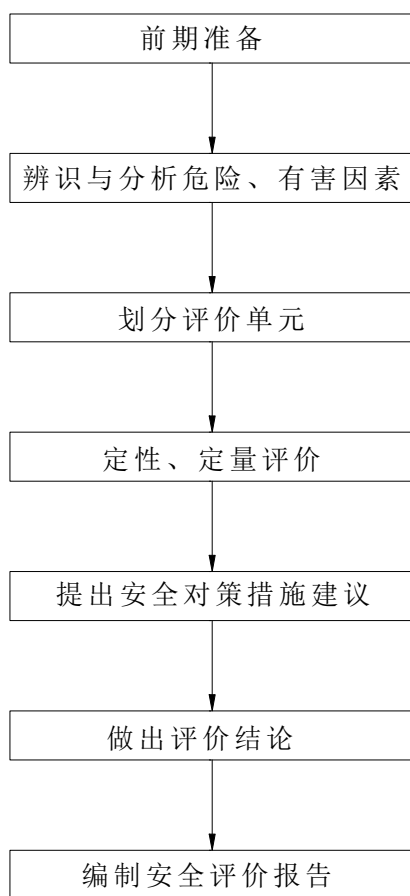 前期准备
辨识与分析危险、有害因素
划分评价单元
定性、定量评价
提出安全对策措施建议
做出评价结论
编制安全评价报告